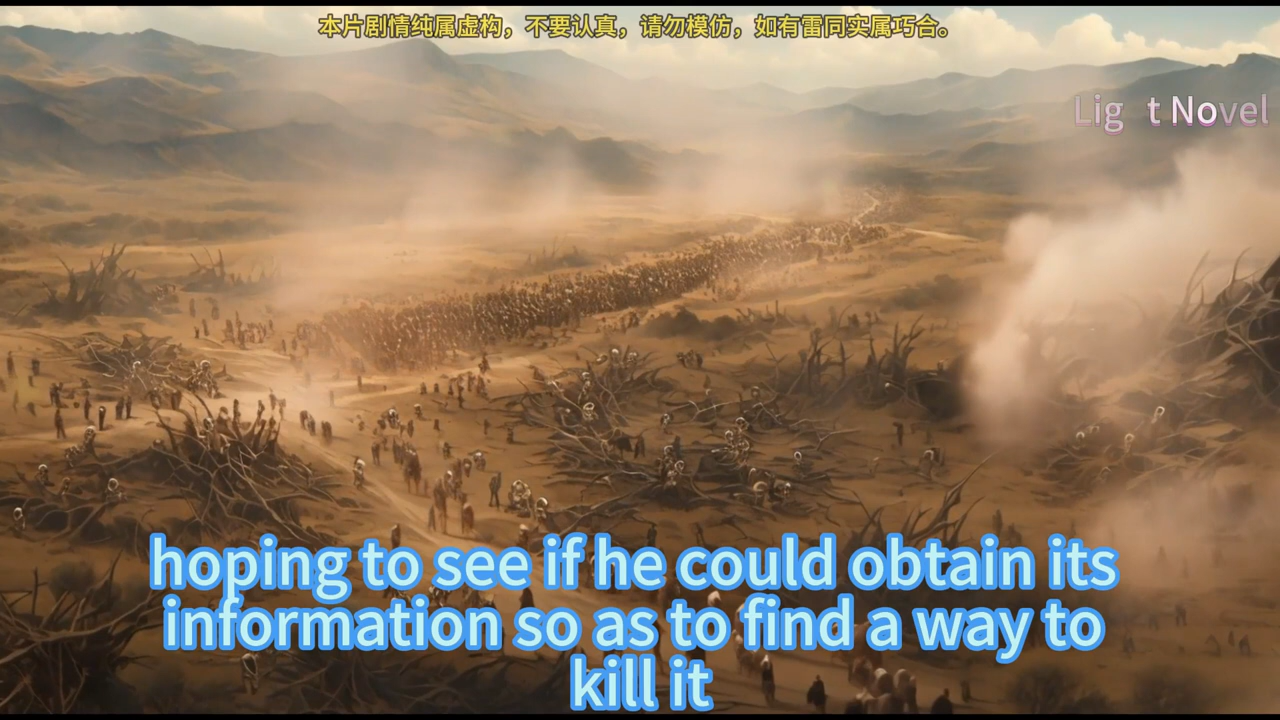 本片剧情纯属虚构，不要认真，请勿模仿，如有雷同实属巧合。
Lig t Novel
hoping to see if he could obtain its
information so as to find a way to
kill it